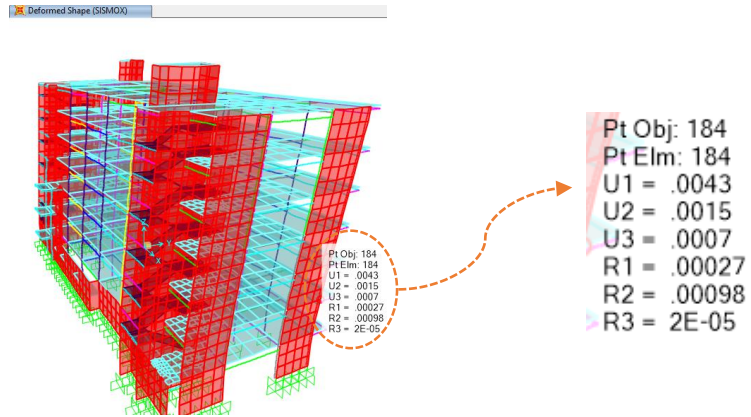 Deformed Shape (SISMOX)
Z
Y
X
Pt Obj: 184
Pt Elm: 184
U1 = .0043
U2 = .0015
U3 = .0007
R1 = .00027
R2 = .00098
R3 = 2E-05
Pt Obj: 184
Pt Elm: 184
U1 = .0043
U2 = .0015
U3 = .0007
R1 = .00027
R2 = .00098
R3 = 2E-05